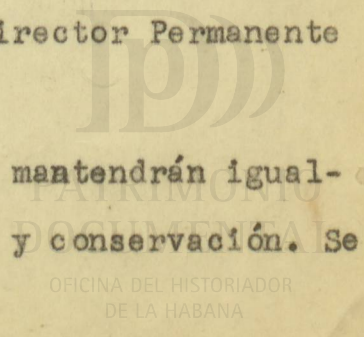 irector Permanente
mantendrán igual-
PATRIMONIO
y conservación. Se
DOCUMENTAL
OFICINA DEL HISTORIADOR
DE LA HABANA